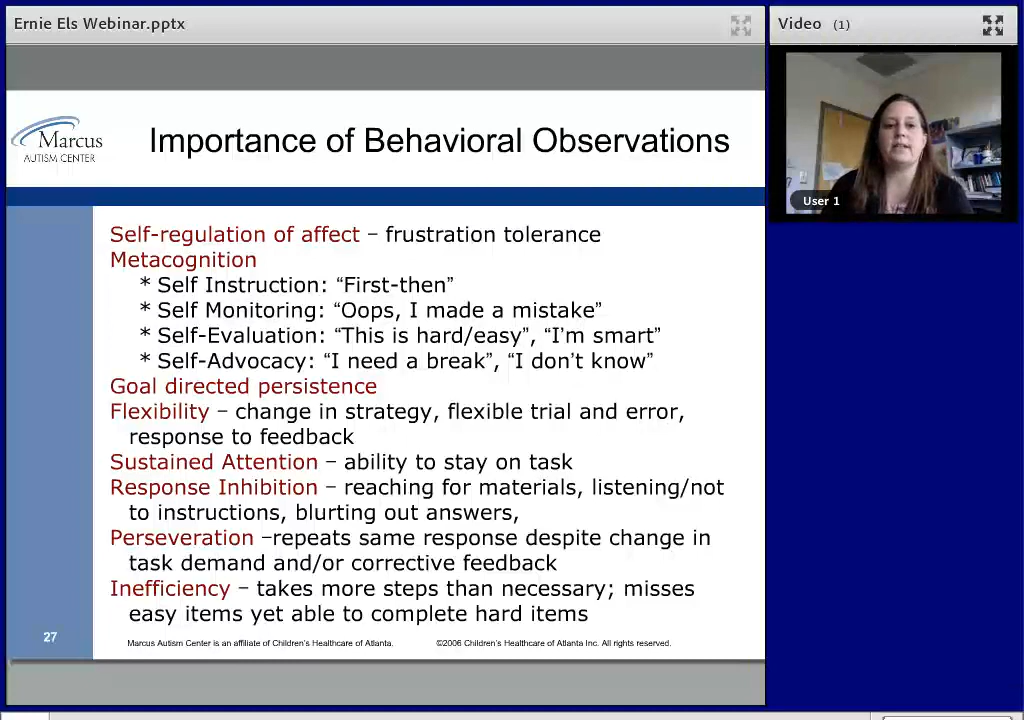 Ernie Els Webinar.pptx
Video (1)
Marcus
AUTISM CENTER
Importance of Behavioral Observations
User 1
Self-regulation of affect – frustration tolerance
Metacognition
* Self Instruction: “First-then”
* Self Monitoring: “Oops, I made a mistake”
* Self-Evaluation: “This is hard/easy”, “I’m smart”
* Self-Advocacy: “I need a break”, “I don’t know”
Goal directed persistence
Flexibility – change in strategy, flexible trial and error,
response to feedback
Sustained Attention – ability to stay on task
Response Inhibition – reaching for materials, listening/not
to instructions, blurting out answers,
Perseveration –repeats same response despite change in
task demand and/or corrective feedback
Inefficiency – takes more steps than necessary; misses
easy items yet able to complete hard items
27
Marcus Autism Center is an affiliate of Children’s Healthcare of Atlanta. ©2006 Children’s Healthcare of Atlanta Inc. All rights reserved.